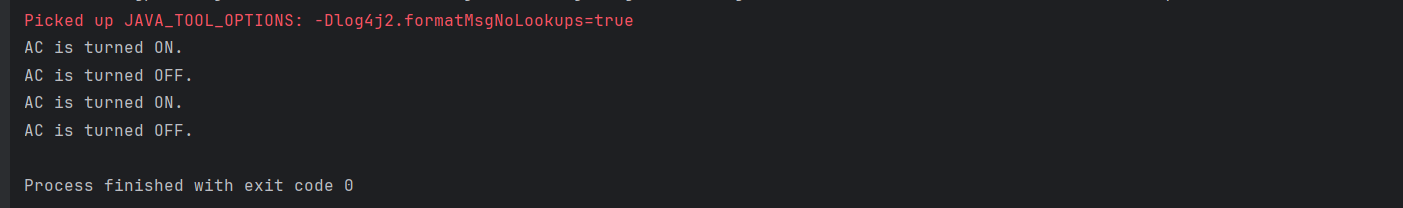 Picked up JAVA_TOOL_OPTIONS: -Dlog4j2.formatMsgNoLookups=true
AC is turned ON.
AC is turned OFF.
AC is turned ON.
AC is turned OFF.
Process finished with exit code 0